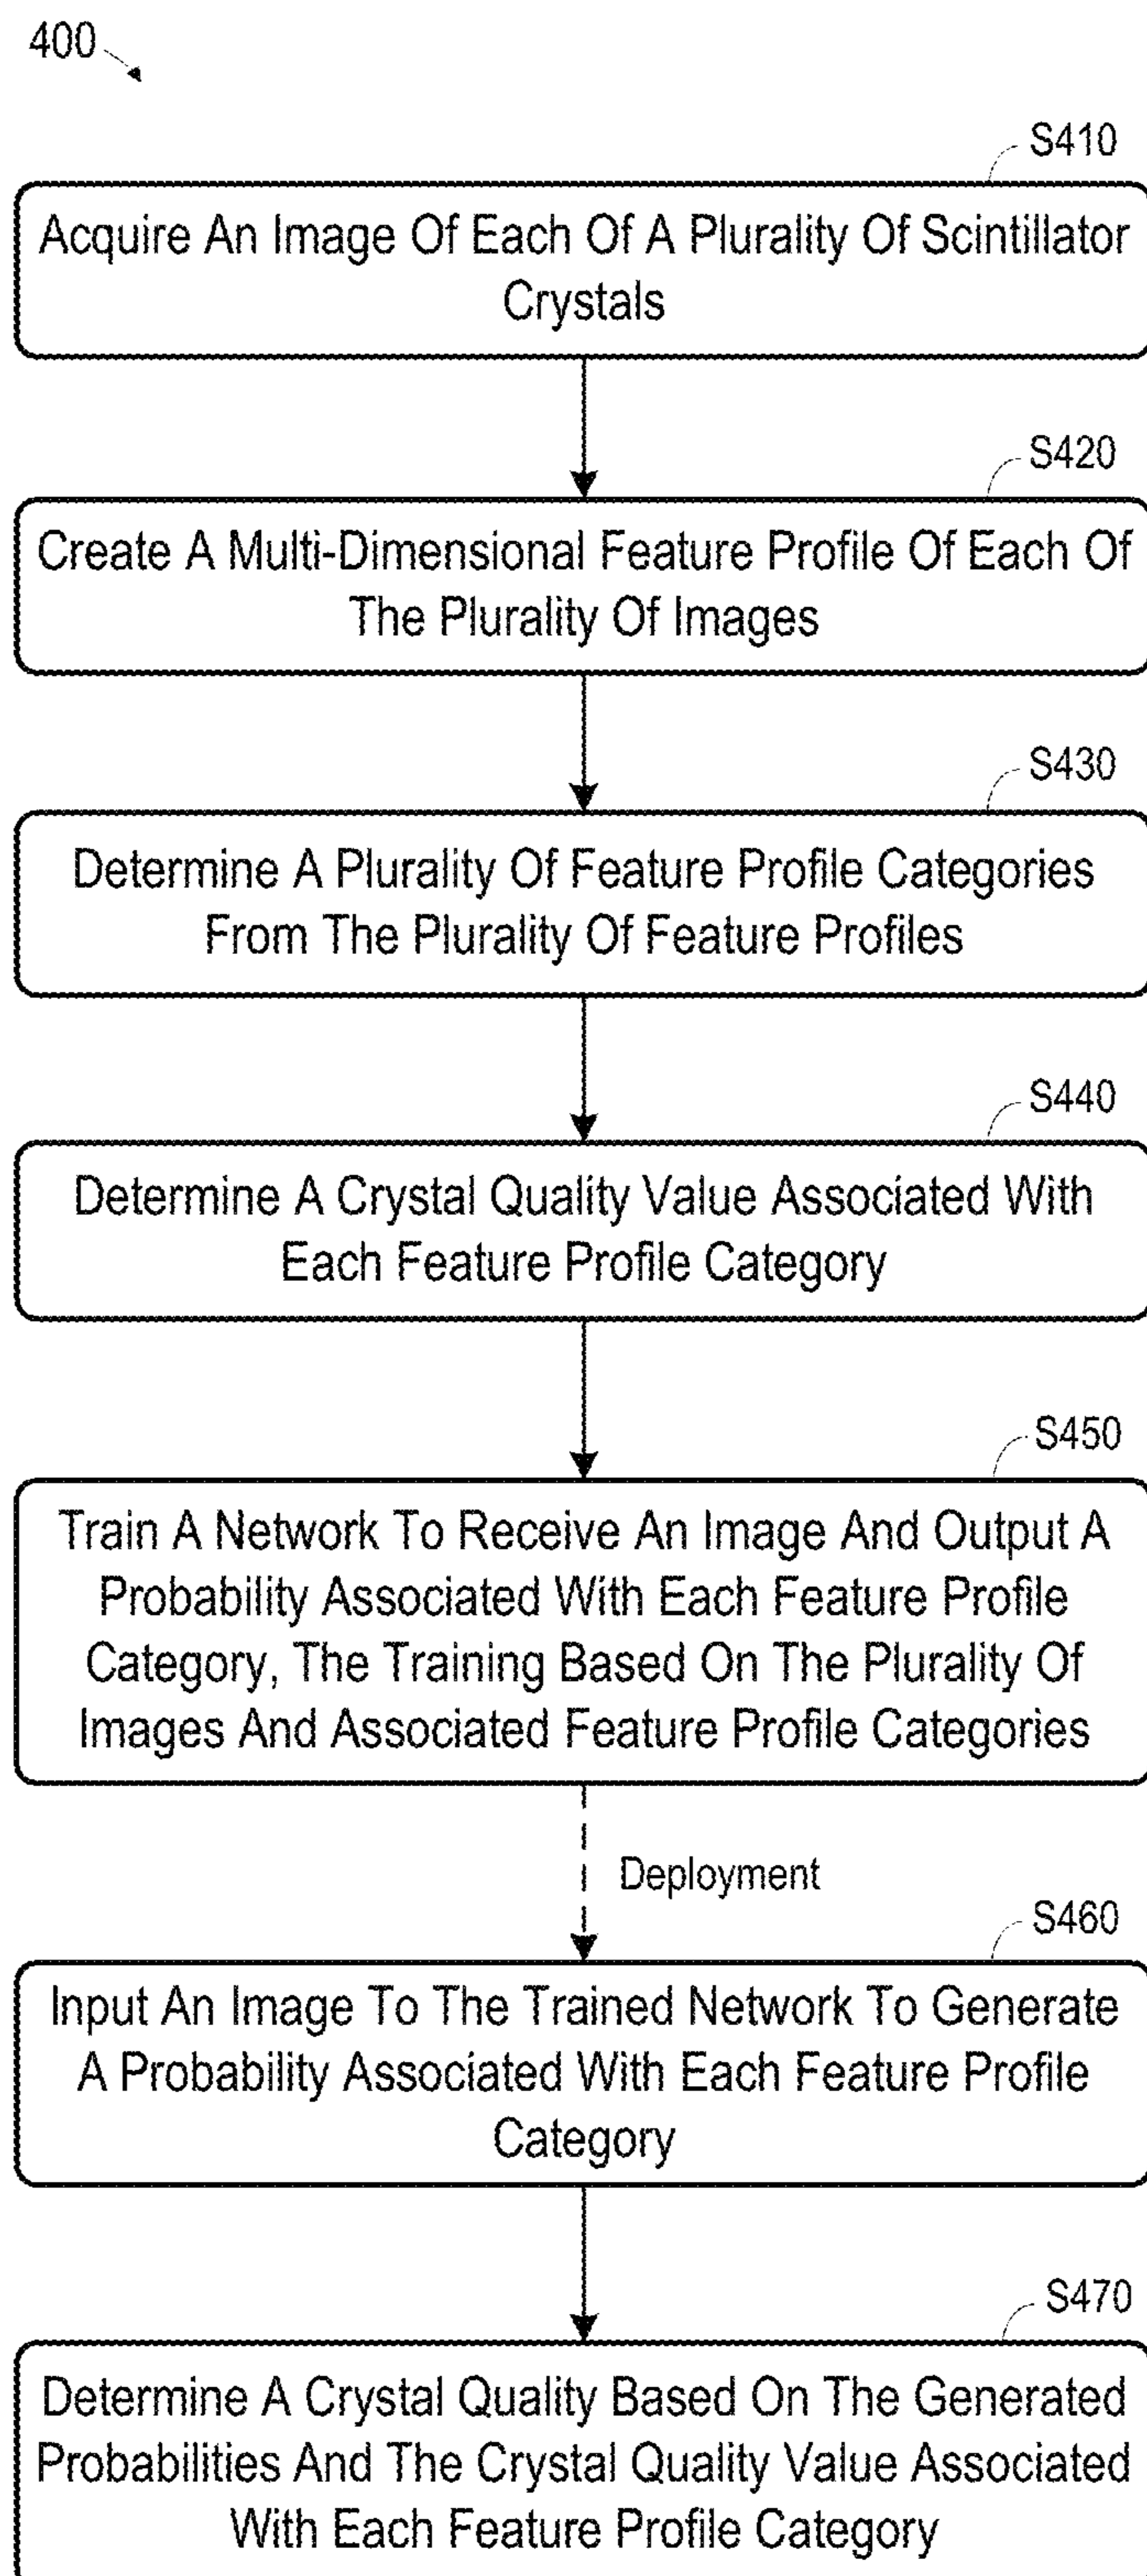 400
S410
Acquire An Image Of Each Of A Plurality Of Scintillator
Crystals
S420
Create A Multi-Dimensional Feature Profile Of Each Of
The Plurality Of Images
S430
Determine A Plurality Of Feature Profile Categories
From The Plurality Of Feature Profiles
S440
Determine A Crystal Quality Value Associated With
Each Feature Profile Category
S450
Train A Network To Receive An Image And Output A
Probability Associated With Each Feature Profile
Category, The Training Based On The Plurality Of
Images And Associated Feature Profile Categories
Deployment
S460
Input An Image To The Trained Network To Generate
A Probability Associated With Each Feature Profile
Category
S470
Determine A Crystal Quality Based On The Generated
Probabilities And The Crystal Quality Value Associated
With Each Feature Profile Category